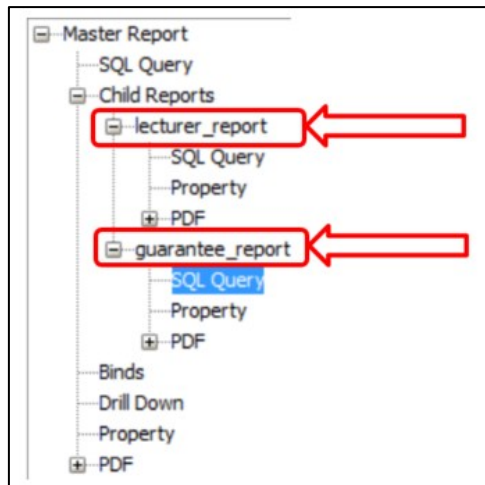 Master Report
SQL Query
Child Reports
lecturer_report
SQL Query
Property
PDF
guarantee_report
SQL Query
Property
PDF
Binds
Drill Down
Property
PDF